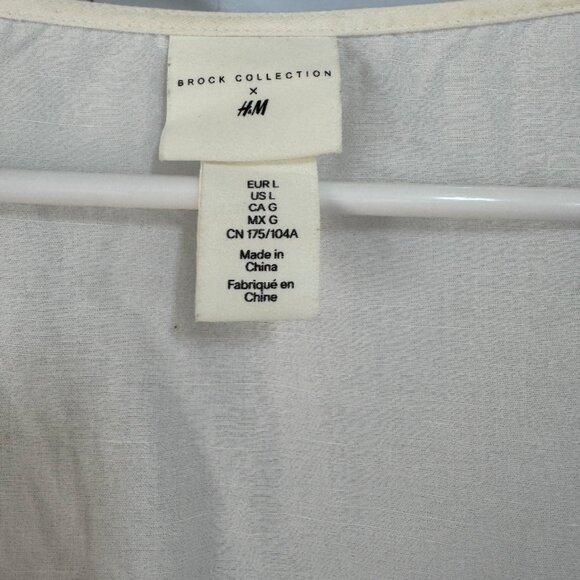 BROCK COLLECTION
×
H&M
EUR L
US L
CA G
MX G
CN 175/104A
Made in
China
Fabriqué en
Chine